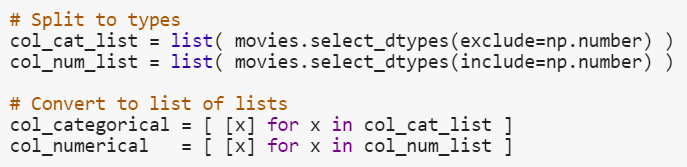 # Split to types
col_cat_list = list( movies.select_dtypes(exclude=np.number) )
col_num_list = list( movies.select_dtypes(include=np.number) )
# Convert to list of lists
col_categorical = [ [x] for x in col_cat_list ]
col_numerical   = [ [x] for x in col_num_list ]